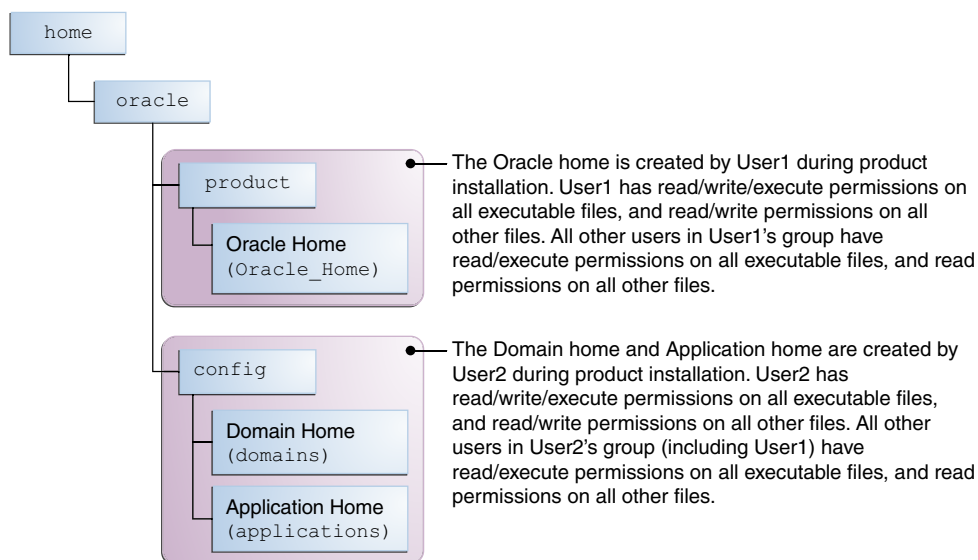 home
oracle
product
Oracle Home
(Oracle_Home)
The Oracle home is created by User1 during product
installation. User1 has read/write/execute permissions on
all executable files, and read/write permissions on all
other files. All other users in User1's group have
read/execute permissions on all executable files, and read
permissions on all other files.
config
Domain Home
(domains)
Application Home
(applications)
The Domain home and Application home are created by
User2 during product installation. User2 has
read/write/execute permissions on all executable files,
and read/write permissions on all other files. All other
users in User2's group (including User1) have
read/execute permissions on all executable files, and read
permissions on all other files.